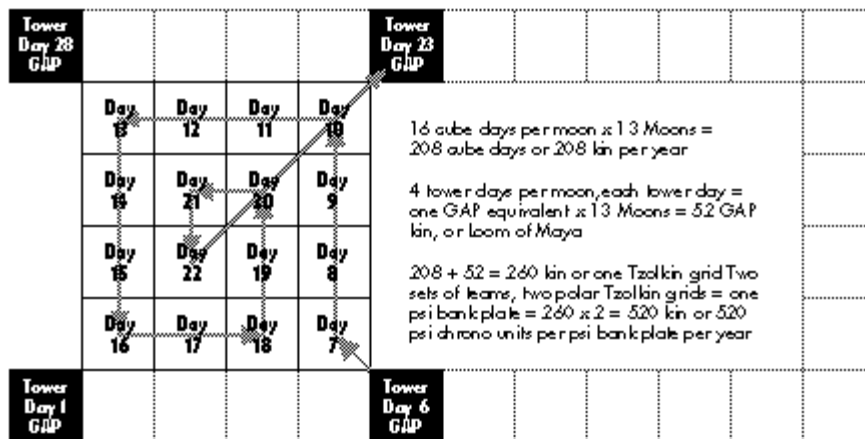 Tower
Day 28
GAP
Tower
Day 23
GAP
Day
13
Day
12
Day
11
Day
10
Day
14
Day
21
Day
20
Day
9
Day
15
Day
22
Day
19
Day
8
Day
16
Day
17
Day
18
Day
7
16 cube days per moon x 13 Moons =
208 cube days or 208 kin per year
4 tower days per moon, each tower day =
one GAP equivalent x 13 Moons = 52 GAP
kin, or Loom of Maya
208 + 52 = 260 kin or one Tzolkin grid Two
sets of teams, two polar Tzolkin grids = one
psi bank plate = 260 x 2 = 520 kin or 520
psi chrono units per psi bank plate per year
Tower
Day 1
GAP
Tower
Day 6
GAP